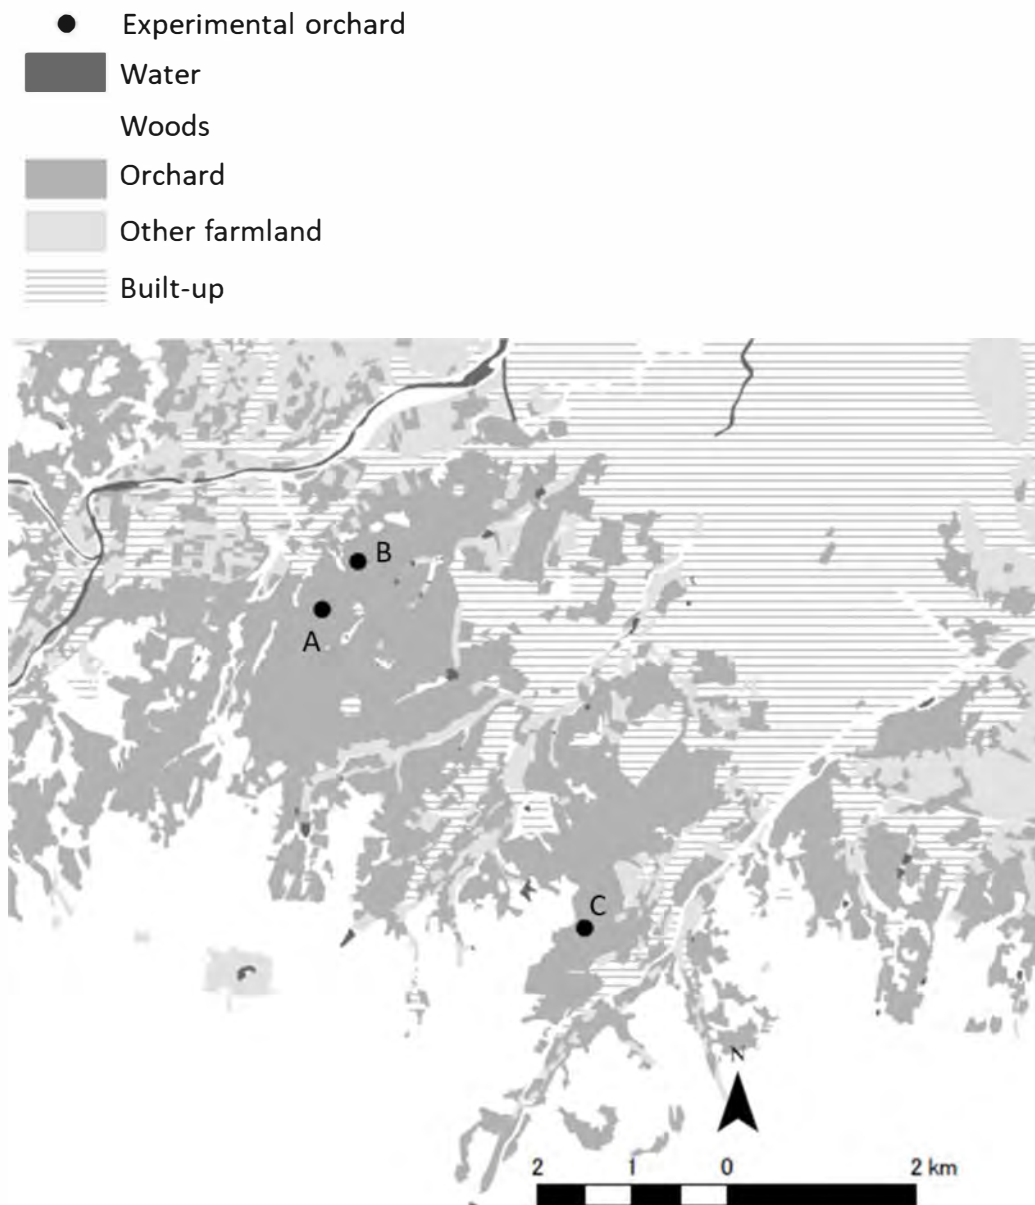 Experimental orchard
Water
Woods
Orchard
Other farmland
Built-up
B
A
C
N
2 1 0 2 km